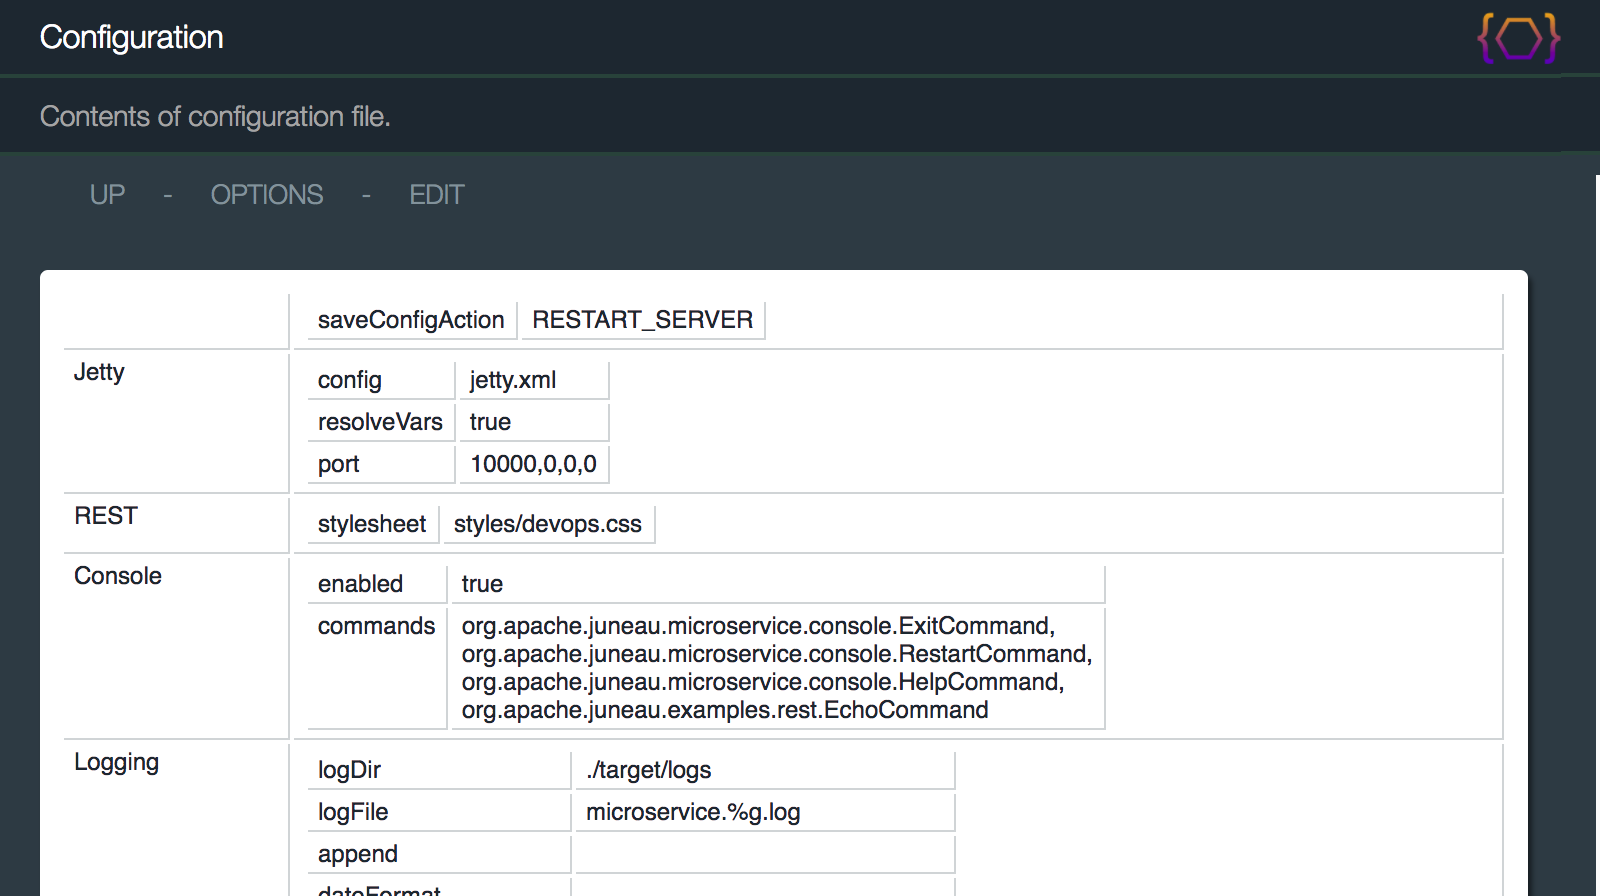 Configuration
Contents of configuration file.
UP - OPTIONS - EDIT
saveConfigAction RESTART_SERVER
Jetty
config jetty.xml
resolveVars true
port 10000,0,0,0
REST
stylesheet styles/devops.css
Console
enabled true
commands org.apache.juneau.microservice.console.ExitCommand,
org.apache.juneau.microservice.console.RestartCommand,
org.apache.juneau.microservice.console.HelpCommand,
org.apache.juneau.examples.rest.EchoCommand
Logging
logDir ./target/logs
logFile microservice.%g.log
append
dateFormat